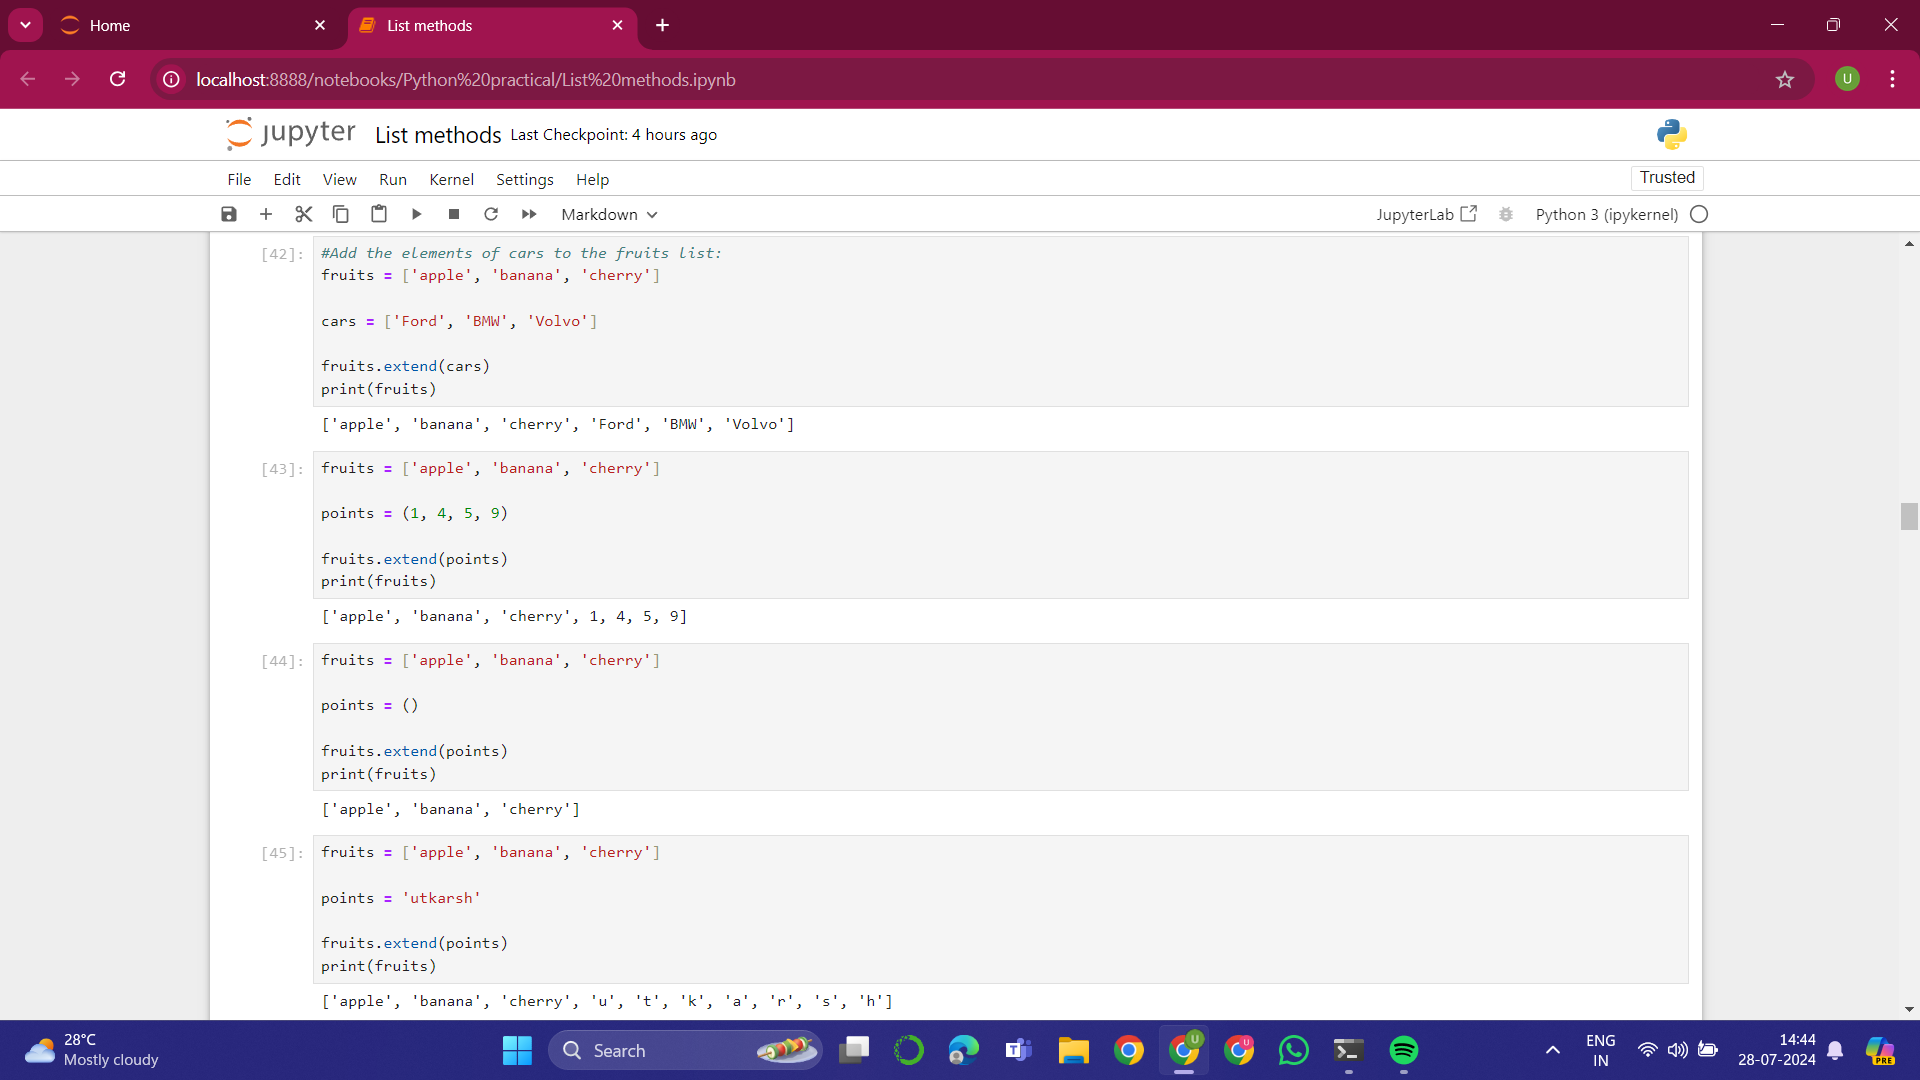 Home
List methods
localhost:8888/notebooks/Python%20practical/List%20methods.ipynb
U
jupyter List methods Last Checkpoint: 4 hours ago
File Edit View Run Kernel Settings Help
Trusted
Markdown
JupyterLab
Python 3 (ipykernel)
[42]:
#Add the elements of cars to the fruits list:
fruits = ['apple', 'banana', 'cherry']
cars = ['Ford', 'BMW', 'Volvo']
fruits.extend(cars)
print(fruits)
['apple', 'banana', 'cherry', 'Ford', 'BMW', 'Volvo']
[43]:
fruits = ['apple', 'banana', 'cherry']
points = (1, 4, 5, 9)
fruits.extend(points)
print(fruits)
['apple', 'banana', 'cherry', 1, 4, 5, 9]
[44]:
fruits = ['apple', 'banana', 'cherry']
points = ()
fruits.extend(points)
print(fruits)
['apple', 'banana', 'cherry']
[45]:
fruits = ['apple', 'banana', 'cherry']
points = 'utkarsh'
fruits.extend(points)
print(fruits)
['apple', 'banana', 'cherry', 'u', 't', 'k', 'a', 'r', 's', 'h']
28°C
Mostly cloudy
Search
U
U
ENG
IN
14:44
28-07-2024
PRE